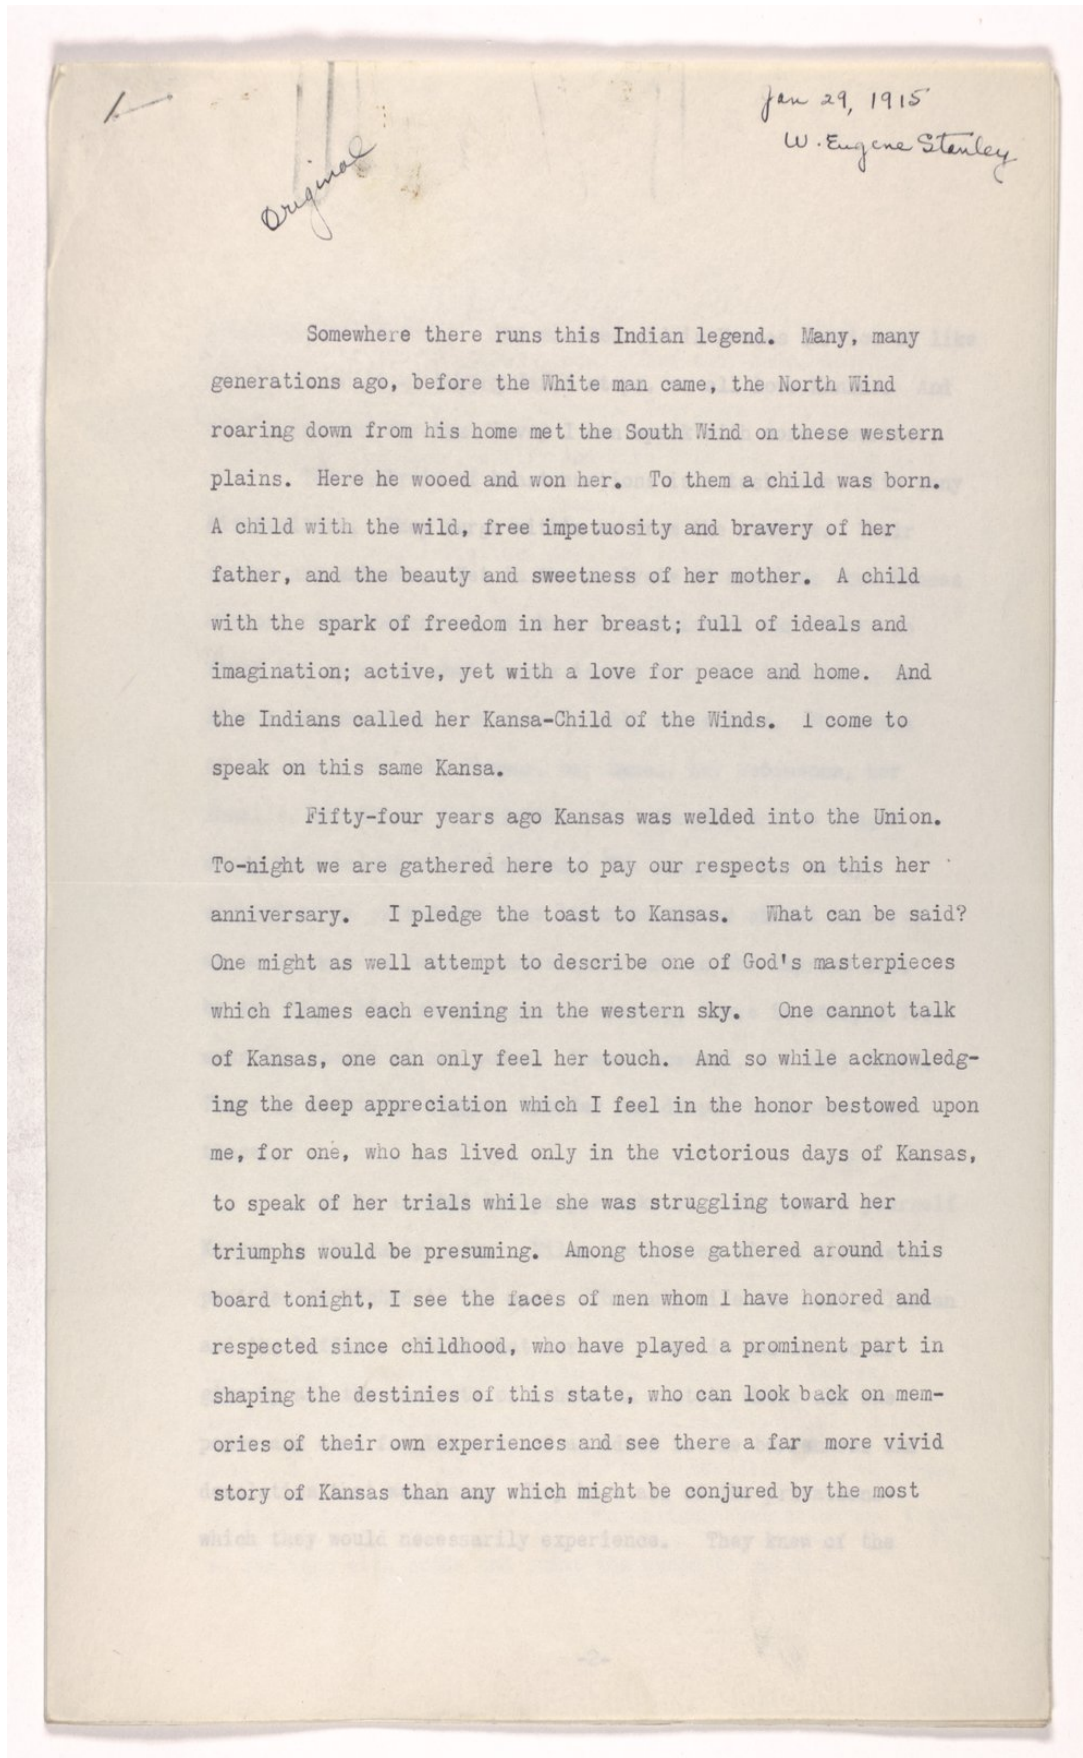 Jan 29, 1915
W. Eugene Stanley
Original
Somewhere there runs this Indian legend. Many, many
generations ago, before the White man came, the North Wind
roaring down from his home met the South Wind on these western
plains. Here he wooed and won her. To them a child was born.
A child with the wild, free impetuosity and bravery of her
father, and the beauty and sweetness of her mother. A child
with the spark of freedom in her breast; full of ideals and
imagination; active, yet with a love for peace and home. And
the Indians called her Kansa-Child of the Winds. I come to
speak on this same Kansa.
Fifty-four years ago Kansas was welded into the Union.
To-night we are gathered here to pay our respects on this her
anniversary. I pledge the toast to Kansas. What can be said?
One might as well attempt to describe one of God's masterpieces
which flames each evening in the western sky. One cannot talk
of Kansas, one can only feel her touch. And so while acknowledg-
ing the deep appreciation which I feel in the honor bestowed upon
me, for one, who has lived only in the victorious days of Kansas,
to speak of her trials while she was struggling toward her
triumphs would be presuming. Among those gathered around this
board tonight, I see the faces of men whom I have honored and
respected since childhood, who have played a prominent part in
shaping the destinies of this state, who can look back on mem-
ories of their own experiences and see there a far more vivid
story of Kansas than any which might be conjured by the most
which they would necessarily experience. They knew of the
-2-